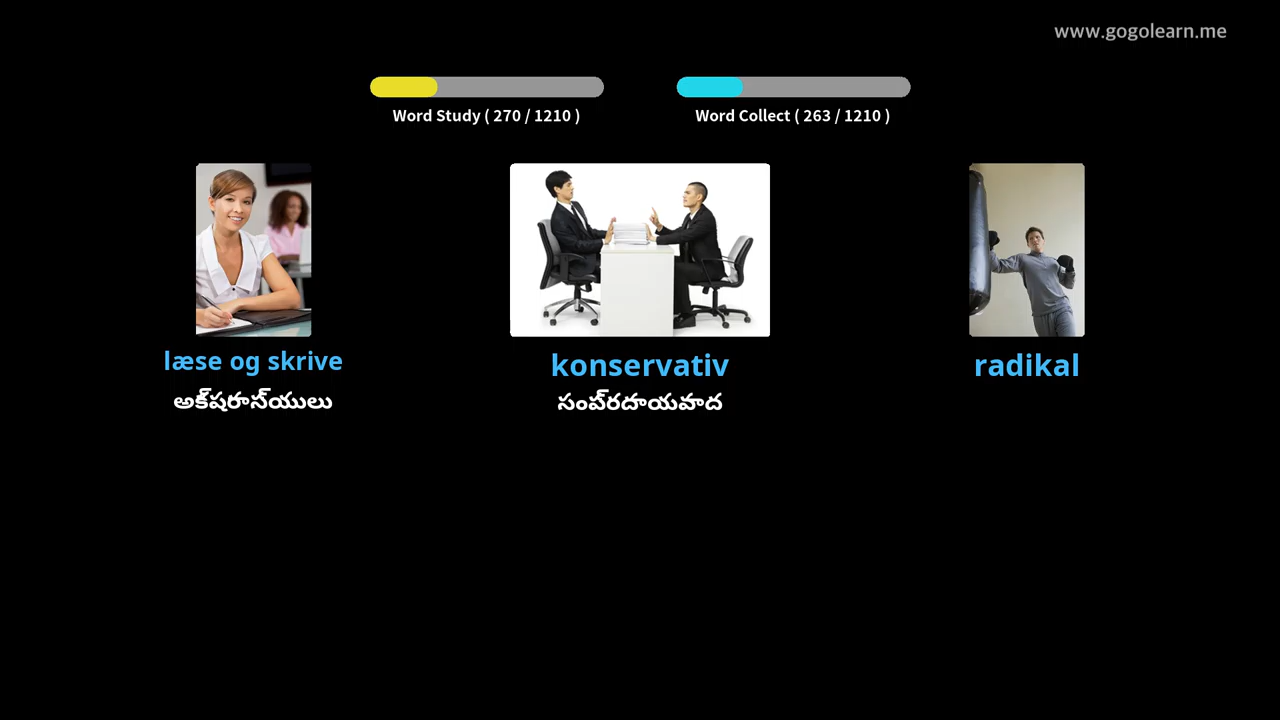 www.gogolearn.me
Word Study ( 270 / 1210 )
Word Collect ( 263 / 1210 )
læse og skrive
konservativ
radikal
అక్‌షరాస్‌యులు
సంప్‌రదాయవాద